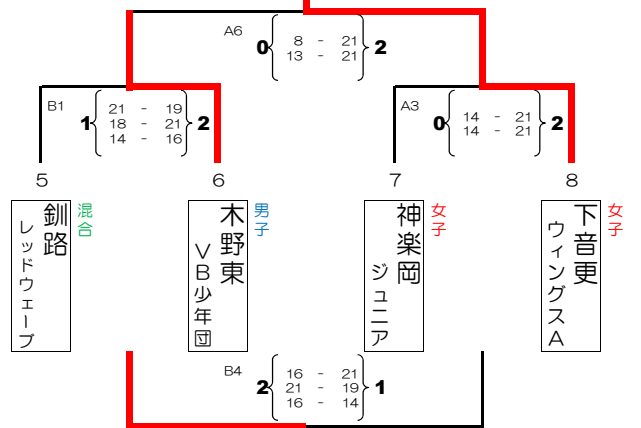 A6
0 8 - 21 2
13 - 21
B1
1 21 - 19 2
18 - 21
14 - 16
A3
0 14 - 21 2
14 - 21
5
6
7
8
釧路
レッドウェーブ
混合
木野東
VB少年団
男子
神楽岡
ジュニア
女子
下音更
ウィングスA
女子
B4
2 16 - 21 1
21 - 19
16 - 14